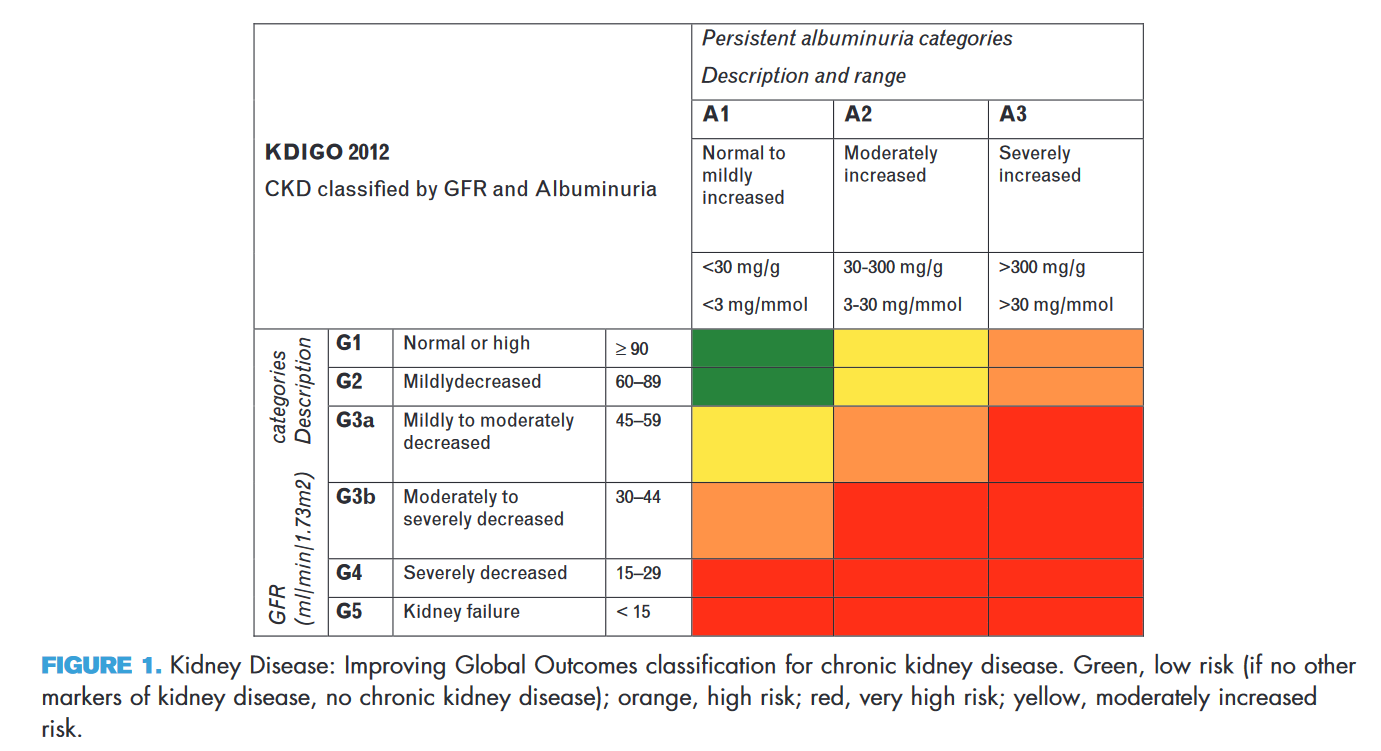 Persistent albuminuria categories
Description and range
KDIGO 2012
CKD classified by GFR and Albuminuria
A1
A2
A3
Normal to
mildly
increased
Moderately
increased
Severely
increased
<30 mg/g
<3 mg/mmol
30-300 mg/g
3-30 mg/mmol
>300 mg/g
>30 mg/mmol
categories
Description
GFR
(ml|min|1.73m2)
G1
Normal or high
≥ 90
G2
Mildlydecreased
60–89
G3a
Mildly to moderately
decreased
45–59
G3b
Moderately to
severely decreased
30–44
G4
Severely decreased
15–29
G5
Kidney failure
< 15
FIGURE 1. Kidney Disease: Improving Global Outcomes classification for chronic kidney disease. Green, low risk (if no other
markers of kidney disease, no chronic kidney disease); orange, high risk; red, very high risk; yellow, moderately increased
risk.